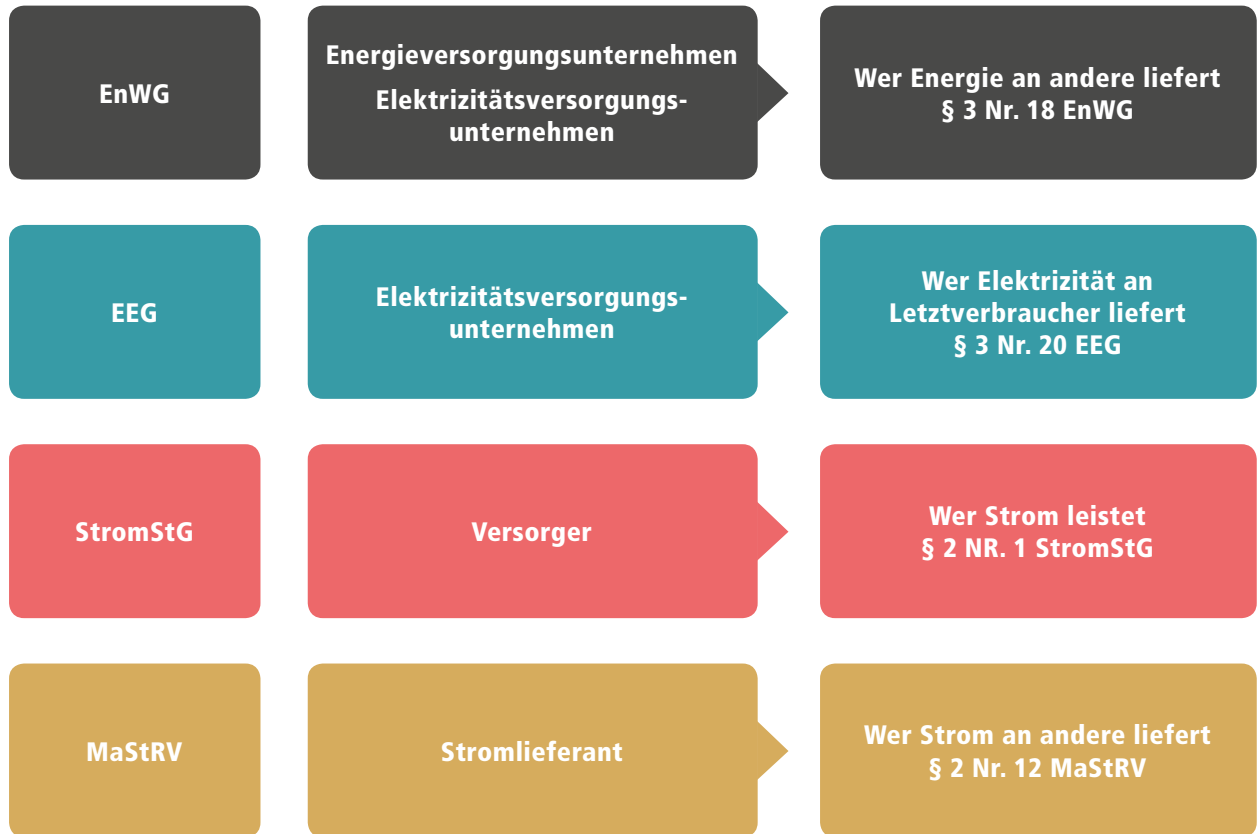 EnWG
Energieversorgungsunternehmen
Elektrizitätsversorgungs-
unternehmen
Wer Energie an andere liefert
§ 3 Nr. 18 EnWG
EEG
Elektrizitätsversorgungs-
unternehmen
Wer Elektrizität an
Letztverbraucher liefert
§ 3 Nr. 20 EEG
StromStG
Versorger
Wer Strom leistet
§ 2 NR. 1 StromStG
MaStRV
Stromlieferant
Wer Strom an andere liefert
§ 2 Nr. 12 MaStRV